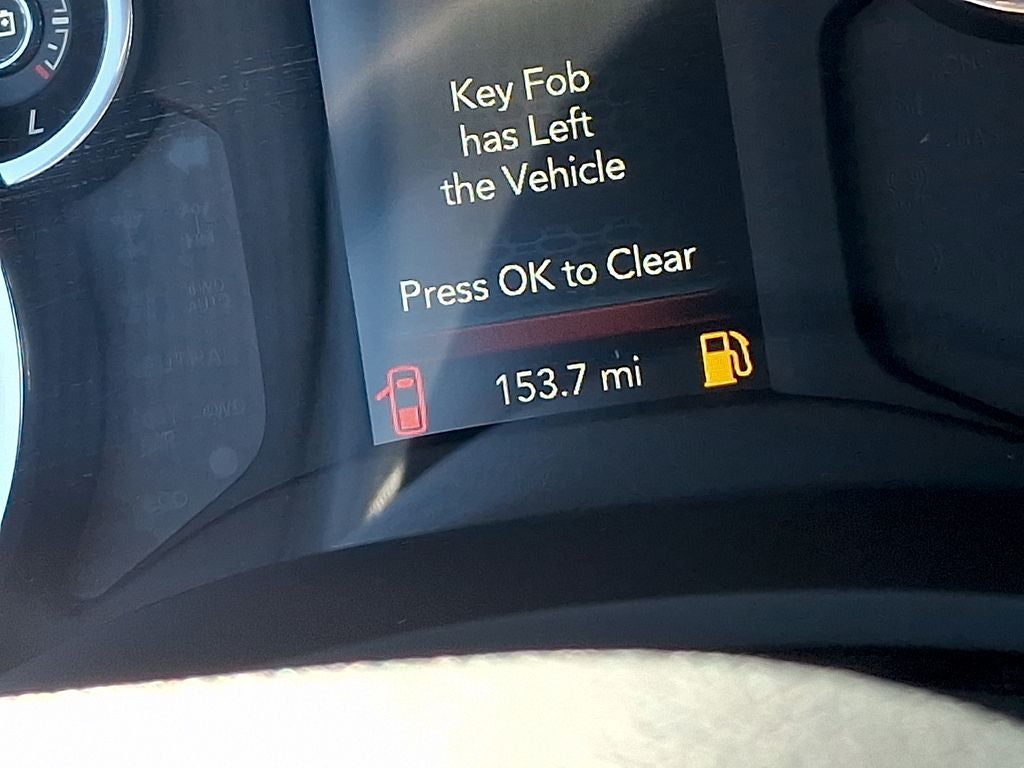 L
Key Fob
has Left
the Vehicle
Press OK to Clear
153.7 mi